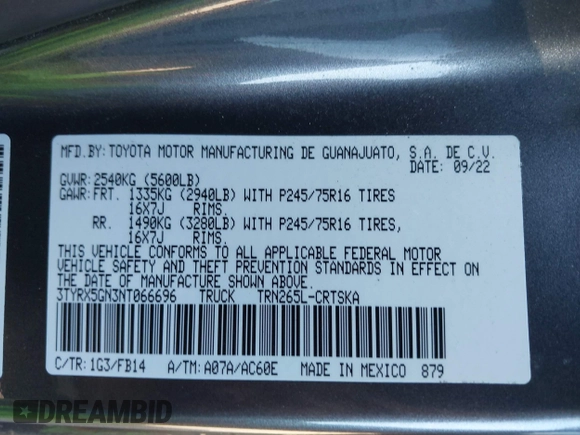 MFD.BY:TOYOTA MOTOR MANUFACTURING DE GUANAJUATO, S.A. DE C.V.
DATE: 09/22
GVWR:2540KG (5600LB)
GAWR:FRT. 1335KG (2940LB) WITH P245/75R16 TIRES
16X7J RIMS.
RR. 1490KG (3280LB) WITH P245/75R16 TIRES,
16X7J RIMS.
THIS VEHICLE CONFORMS TO ALL APPLICABLE FEDERAL MOTOR
VEHICLE SAFETY AND THEFT PREVENTION STANDARDS IN EFFECT ON
THE DATE OF MANUFACTURE SHOWN ABOVE.
3TYRX5GN3NT066696 TRUCK TRN265L-CRTSKA
C/TR: 1G3/FB14 A/TM: A07A/AC60E MADE IN MEXICO 879
DREAMBID